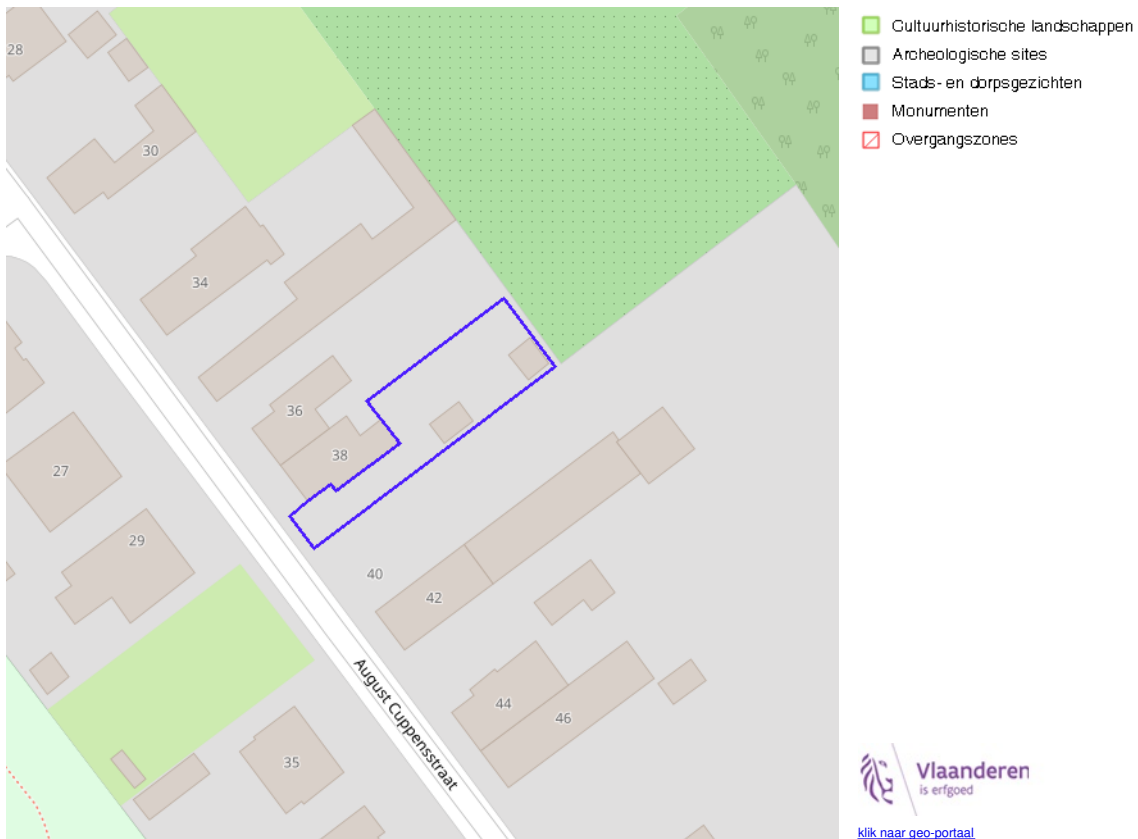 28
30
34
36
38
27
29
40
42
44
46
35
August Cuppensstraat
Cultuurhistorische landschappen
Archeologische sites
Stads- en dorpsgezichten
Monumenten
Overgangszones
Vlaanderen
is erfgoed
klik naar geo-portaal